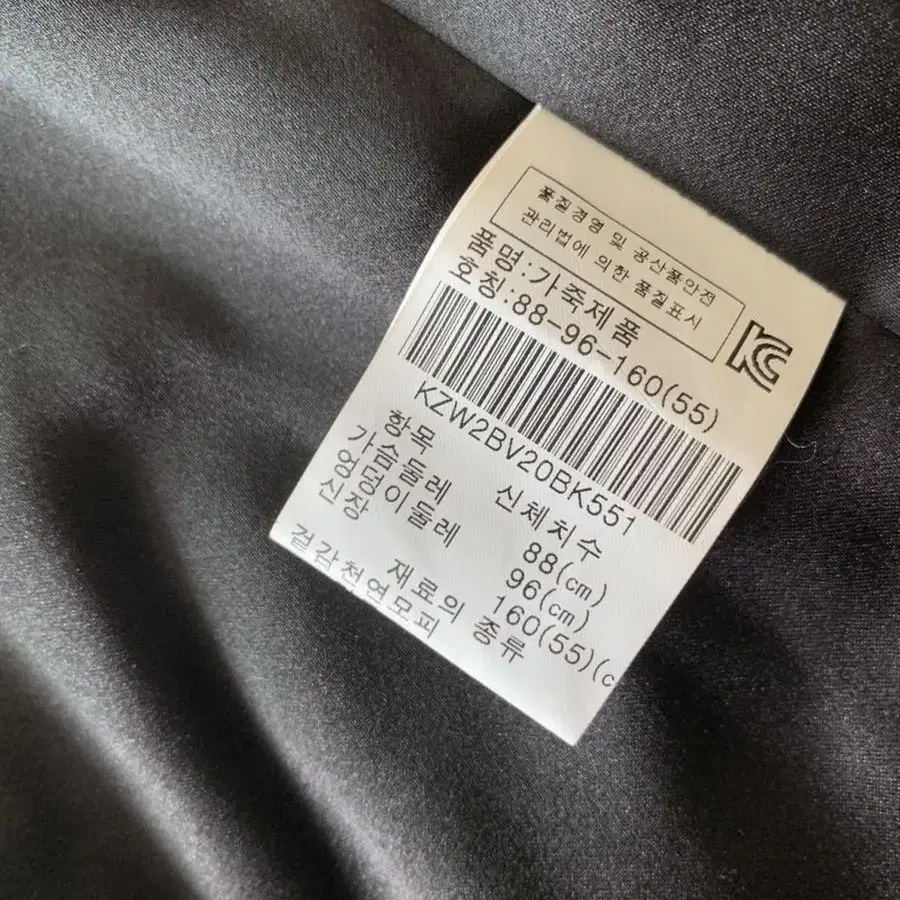 품질경영 및 공산품안전
관리법에 의한 품질표시
KC
품명:가죽제품
호칭:88-96-160(55)
KZW2BV20BK551
항목 신체치수
가슴둘레 88(cm)
엉덩이둘레 96(cm)
신장 160(55)(c
재료의 종류
겉감천연모피